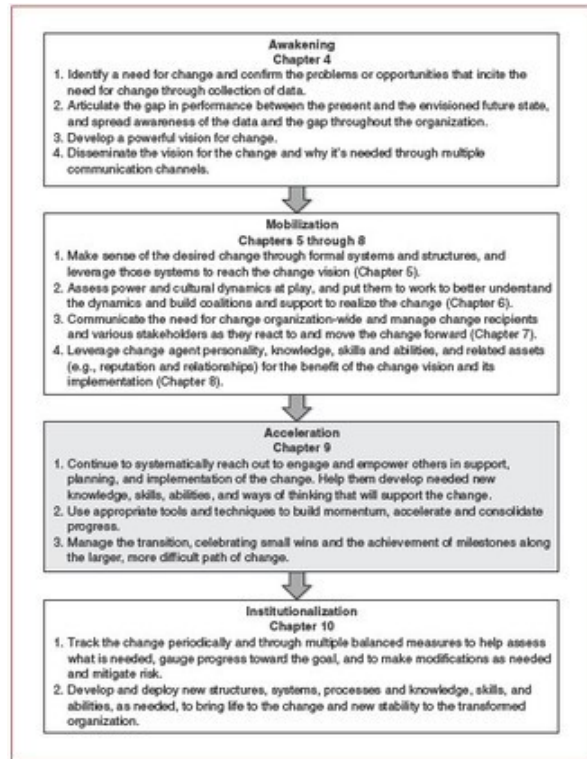 Awakening
Chapter 4
1. Identify a need for change and confirm the problems or opportunities that incite the
need for change through collection of data.
2. Articulate the gap in performance between the present and the envisioned future state,
and spread awareness of the data and the gap throughout the organization.
3. Develop a powerful vision for change.
4. Disseminate the vision for the change and why it's needed through multiple
communication channels.
Mobilization
Chapters 5 through 8
1. Make sense of the desired change through formal systems and structures, and
leverage those systems to reach the change vision (Chapter 5).
2. Assess power and cultural dynamics at play, and put them to work to better understand
the dynamics and build coalitions and support to realize the change (Chapter 6).
3. Communicate the need for change organization-wide and manage change recipients
and various stakeholders as they react to and move the change forward (Chapter 7).
4. Leverage change agent personality, knowledge, skills and abilities, and related assets
(e.g., reputation and relationships) for the benefit of the change vision and its
implementation (Chapter 8).
Acceleration
Chapter 9
1. Continue to systematically reach out to engage and empower others in support,
planning, and implementation of the change. Help them develop needed new
knowledge, skills, abilities, and ways of thinking that will support the change.
2. Use appropriate tools and techniques to build momentum, accelerate and consolidate
progress.
3. Manage the transition, celebrating small wins and the achievement of milestones along
the larger, more difficult path of change.
Institutionalization
Chapter 10
1. Track the change periodically and through multiple balanced measures to help assess
what is needed, gauge progress toward the goal, and to make modifications as needed
and mitigate risk.
2. Develop and deploy new structures, systems, processes and knowledge, skills, and
abilities, as needed, to bring life to the change and new stability to the transformed
organization.